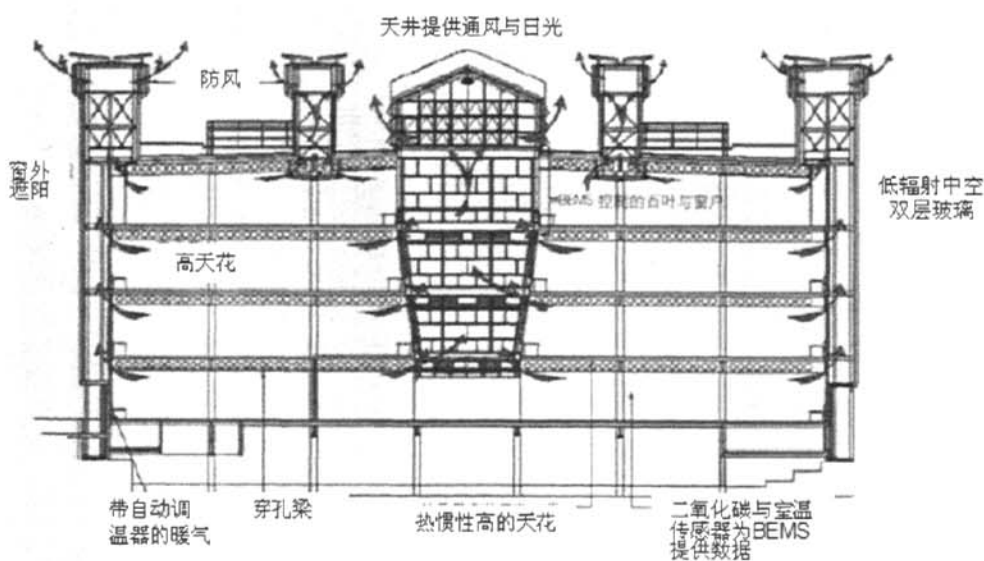 天井提供通风与日光
防风
窗外
遮阳
低辐射中空
双层玻璃
BEMS 控制的百叶与窗户
高天花
带自动调
温器的暖气
穿孔梁
热惯性高的天花
二氧化碳与室温
传感器为BEMS
提供数据